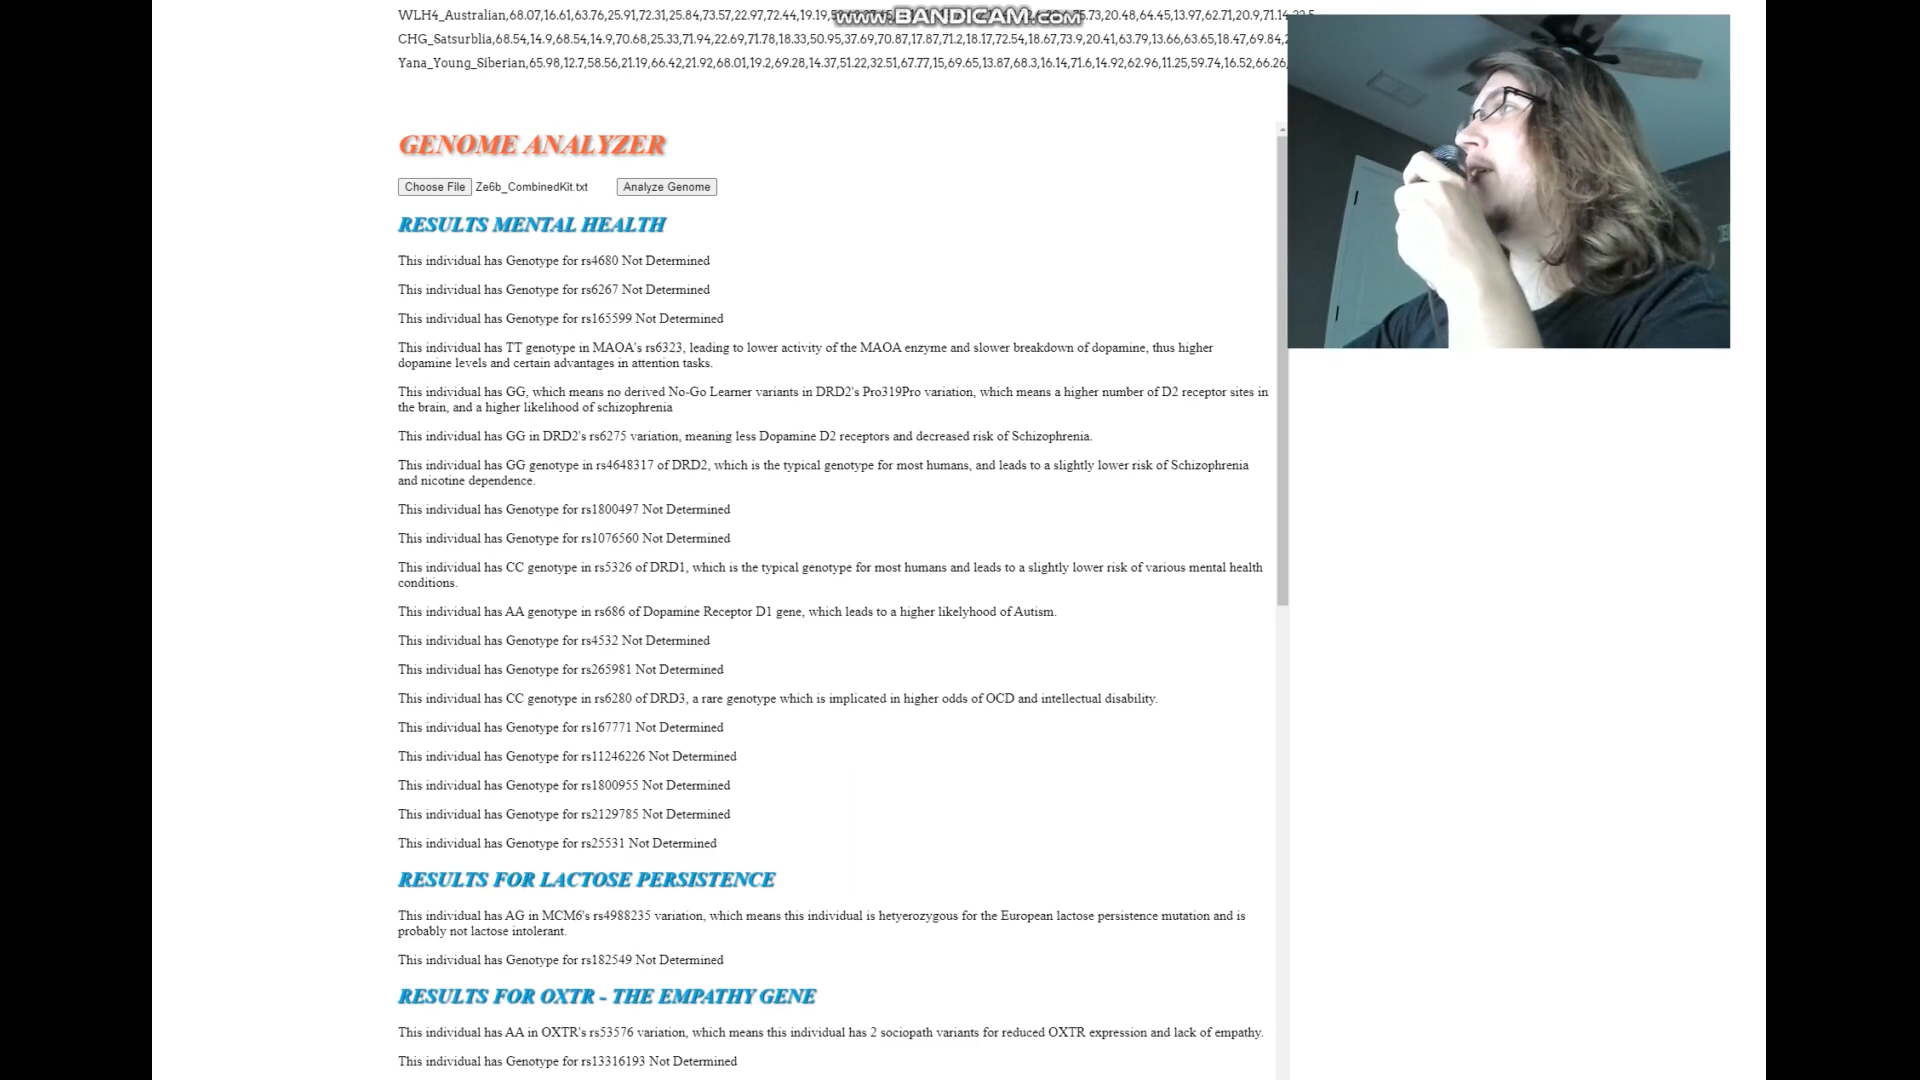 WLH4_Australian,68.07,16.61,63.76,25.91,72.31,25.84,73.57,22.97,72.44,19.19
www.BANDICAM.com
75.73,20.48,64.45,13.97,62.71,20.9,71.14
CHG_Satsurblia,68.54,14.9,68.54,14.9,70.68,25.33,71.94,22.69,71.78,18.33,50.95,37.69,70.87,17.87,71.2,18.17,72.54,18.67,73.9,20.41,63.79,13.66,63.65,18.47,69.84,2
Yana_Young_Siberian,65.98,12.7,58.56,21.19,66.42,21.92,68.01,19.2,69.28,14.37,51.22,32.51,67.77,15,69.65,13.87,68.3,16.14,71.6,14.92,62.96,11.25,59.74,16.52,66.26,
GENOME ANALYZER
Choose File Ze6b_CombinedKit.txt Analyze Genome
RESULTS MENTAL HEALTH
This individual has Genotype for rs4680 Not Determined
This individual has Genotype for rs6267 Not Determined
This individual has Genotype for rs165599 Not Determined
This individual has TT genotype in MAOA's rs6323, leading to lower activity of the MAOA enzyme and slower breakdown of dopamine, thus higher
dopamine levels and certain advantages in attention tasks.
This individual has GG, which means no derived No-Go Learner variants in DRD2's Pro319Pro variation, which means a higher number of D2 receptor sites in
the brain, and a higher likelihood of schizophrenia
This individual has GG in DRD2's rs6275 variation, meaning less Dopamine D2 receptors and decreased risk of Schizophrenia.
This individual has GG genotype in rs4648317 of DRD2, which is the typical genotype for most humans, and leads to a slightly lower risk of Schizophrenia
and nicotine dependence.
This individual has Genotype for rs1800497 Not Determined
This individual has Genotype for rs1076560 Not Determined
This individual has CC genotype in rs5326 of DRD1, which is the typical genotype for most humans and leads to a slightly lower risk of various mental health
conditions.
This individual has AA genotype in rs686 of Dopamine Receptor D1 gene, which leads to a higher likelyhood of Autism.
This individual has Genotype for rs4532 Not Determined
This individual has Genotype for rs265981 Not Determined
This individual has CC genotype in rs6280 of DRD3, a rare genotype which is implicated in higher odds of OCD and intellectual disability.
This individual has Genotype for rs167771 Not Determined
This individual has Genotype for rs11246226 Not Determined
This individual has Genotype for rs1800955 Not Determined
This individual has Genotype for rs2129785 Not Determined
This individual has Genotype for rs25531 Not Determined
RESULTS FOR LACTOSE PERSISTENCE
This individual has AG in MCM6's rs4988235 variation, which means this individual is hetyerozygous for the European lactose persistence mutation and is
probably not lactose intolerant.
This individual has Genotype for rs182549 Not Determined
RESULTS FOR OXTR - THE EMPATHY GENE
This individual has AA in OXTR's rs53576 variation, which means this individual has 2 sociopath variants for reduced OXTR expression and lack of empathy.
This individual has Genotype for rs13316193 Not Determined